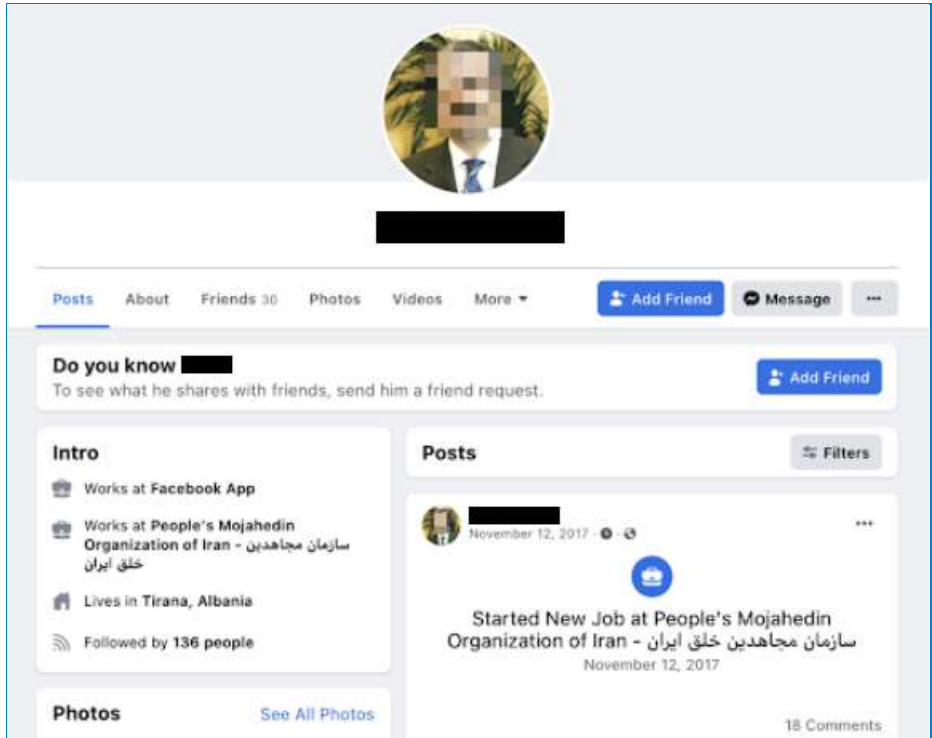 Posts About Friends 30 Photos Videos More Add Friend Message
Do you know
To see what he shares with friends, send him a friend request.
Add Friend
Intro
Works at Facebook App
Works at People's Mojahedin
Organization of Iran - سازمان مجاهدین
خلق ایران
Lives in Tirana, Albania
Followed by 136 people
Photos See All Photos
Posts Filters
November 12, 2017
Started New Job at People's Mojahedin
Organization of Iran - سازمان مجاهدین خلق ایران
November 12, 2017
18 Comments